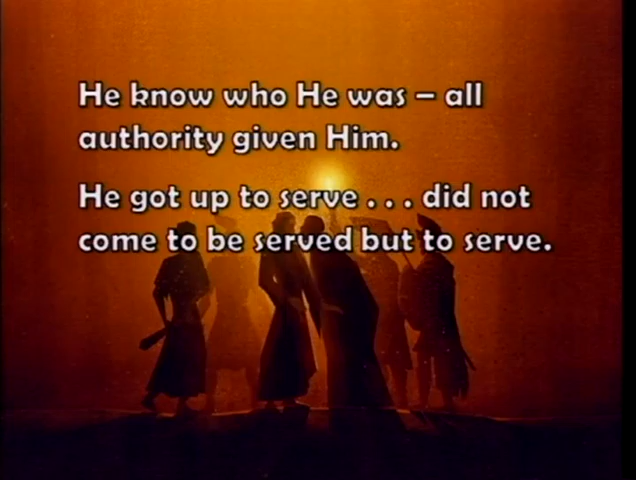 He know who He was – all
authority given Him.
He got up to serve . . . did not
come to be served but to serve.